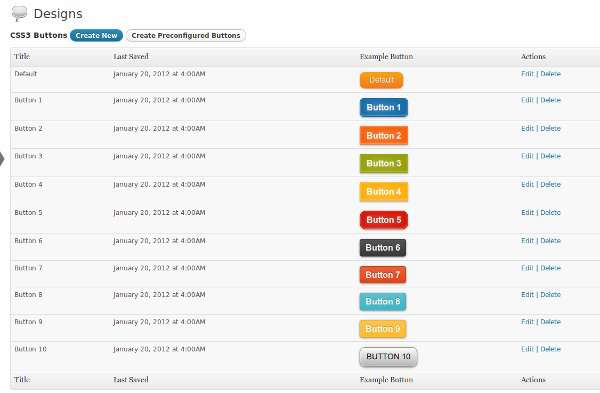 Designs
CSS3 Buttons Create New Create Preconfigured Buttons
Title Last Saved Example Button Actions
Default January 20, 2012 at 4:00AM Default Edit | Delete
Button 1 January 20, 2012 at 4:00AM Button 1 Edit | Delete
Button 2 January 20, 2012 at 4:00AM Button 2 Edit | Delete
Button 3 January 20, 2012 at 4:00AM Button 3 Edit | Delete
Button 4 January 20, 2012 at 4:00AM Button 4 Edit | Delete
Button 5 January 20, 2012 at 4:00AM Button 5 Edit | Delete
Button 6 January 20, 2012 at 4:00AM Button 6 Edit | Delete
Button 7 January 20, 2012 at 4:00AM Button 7 Edit | Delete
Button 8 January 20, 2012 at 4:00AM Button 8 Edit | Delete
Button 9 January 20, 2012 at 4:00AM Button 9 Edit | Delete
Button 10 January 20, 2012 at 4:00AM BUTTON 10 Edit | Delete
Title Last Saved Example Button Actions